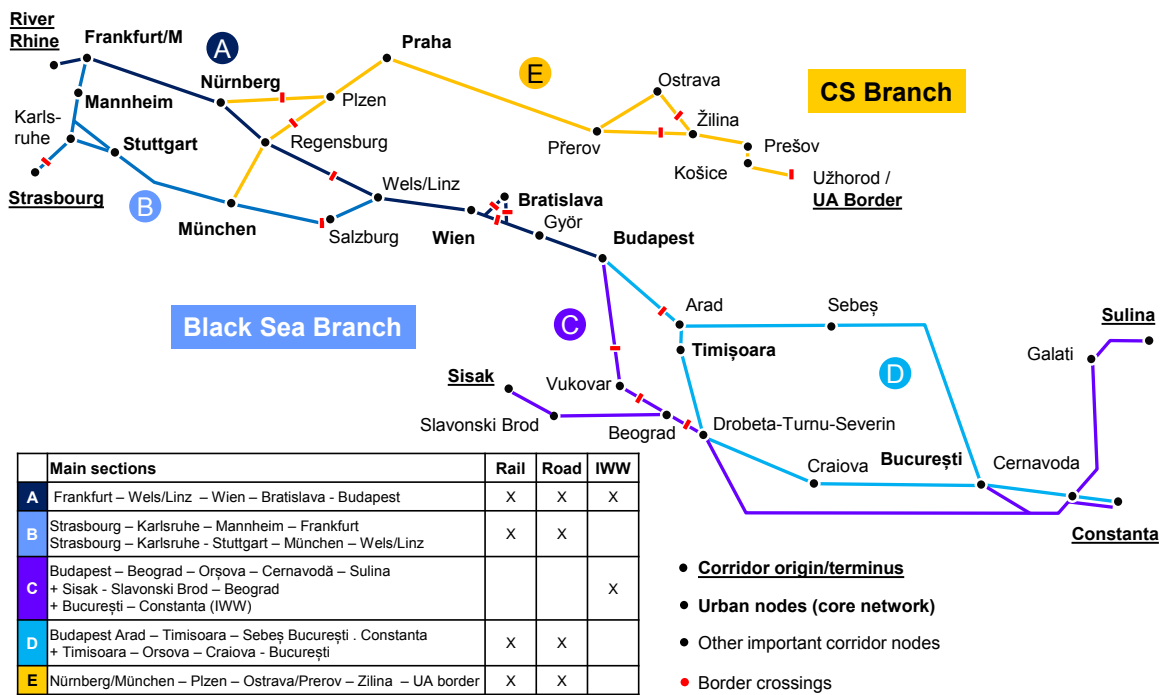 River
Rhine
Frankfurt/M
A
Praha
Nürnberg
E
Ostrava
CS Branch
Mannheim
Plzen
Karls-
ruhe
Žilina
Stuttgart
Regensburg
Přerov
Prešov
Košice
Strasbourg
B
Wels/Linz
Bratislava
Užhorod /
UA Border
München
Salzburg
Wien
Györ
Budapest
Black Sea Branch
C
Arad
Sebeș
Sulina
Timișoara
Galati
Sisak
Vukovar
D
Slavonski Brod
Beograd
Drobeta-Turnu-Severin
București
Cernavoda
Craiova
Constanta
Main sections Rail Road IWW
A Frankfurt – Wels/Linz – Wien – Bratislava - Budapest X X X
B Strasbourg – Karlsruhe – Mannheim – Frankfurt
Strasbourg – Karlsruhe - Stuttgart – München – Wels/Linz X X
C Budapest – Beograd – Orșova – Cernavodă – Sulina
+ Sisak - Slavonski Brod – Beograd X
+ București – Constanta (IWW)
D Budapest Arad – Timisoara – Sebeș București . Constanta
+ Timisoara – Orsova – Craiova - București X X
E Nürnberg/München – Plzen – Ostrava/Prerov – Zilina – UA border X X
Corridor origin/terminus
Urban nodes (core network)
Other important corridor nodes
Border crossings